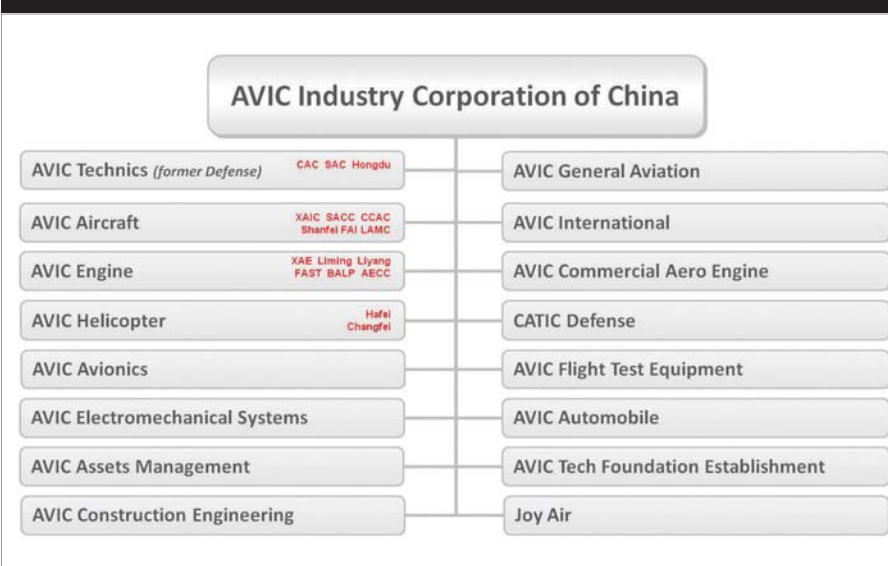 AVIC Industry Corporation of China
AVIC Technics (former Defense)
CAC SAC Hongdu
AVIC Aircraft
XAIC SACC CCAC
Shanfei FAI LAMC
AVIC Engine
XAE Liming Liyang
FAST BALP AECC
AVIC Helicopter
Hafei
Changfei
AVIC Avionics
AVIC Electromechanical Systems
AVIC Assets Management
AVIC Construction Engineering
AVIC General Aviation
AVIC International
AVIC Commercial Aero Engine
CATIC Defense
AVIC Flight Test Equipment
AVIC Automobile
AVIC Tech Foundation Establishment
Joy Air